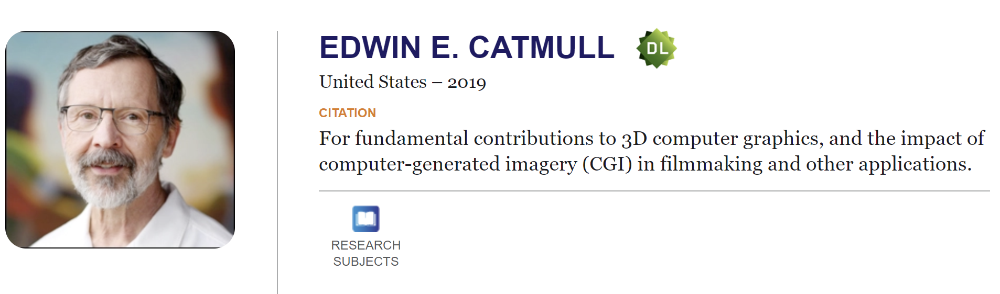 EDWIN E. CATMULL
DL
United States – 2019
CITATION
For fundamental contributions to 3D computer graphics, and the impact of
computer-generated imagery (CGI) in filmmaking and other applications.
RESEARCH
SUBJECTS